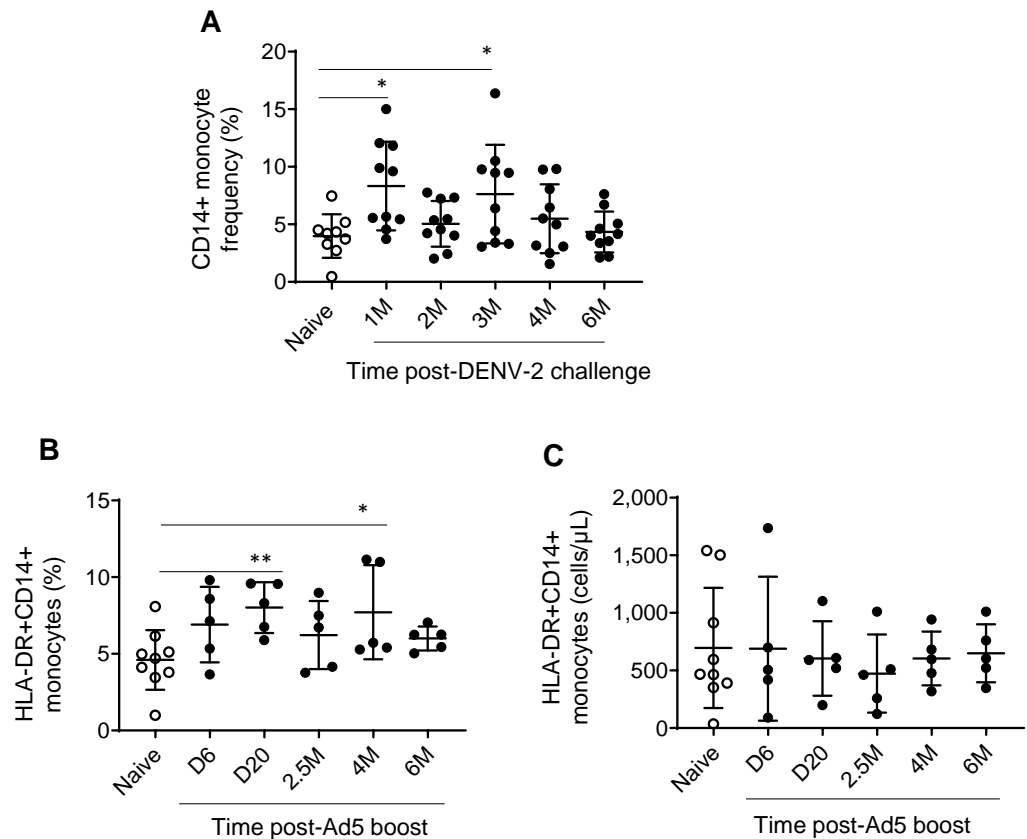 A
CD14+ monocyte
frequency (%)
20
15
10
5
0
*
*
Naive
1M
2M
3M
4M
6M
Time post-DENV-2 challenge
B
HLA-DR+CD14+
monocytes (%)
15
10
5
0
*
**
Naive
D6
D20
2.5M
4M
6M
Time post-Ad5 boost
C
HLA-DR+CD14+
monocytes (cells/µL)
2,000
1,500
1,000
500
0
Naive
D6
D20
2.5M
4M
6M
Time post-Ad5 boost